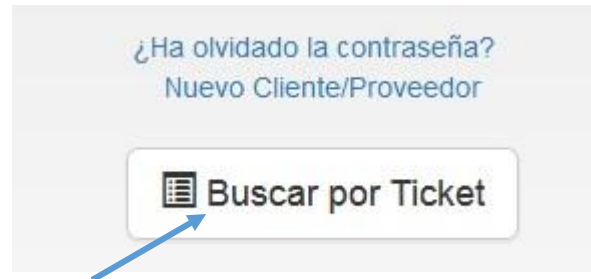 ¿Ha olvidado la contraseña?
Nuevo Cliente/Proveedor
Buscar por Ticket